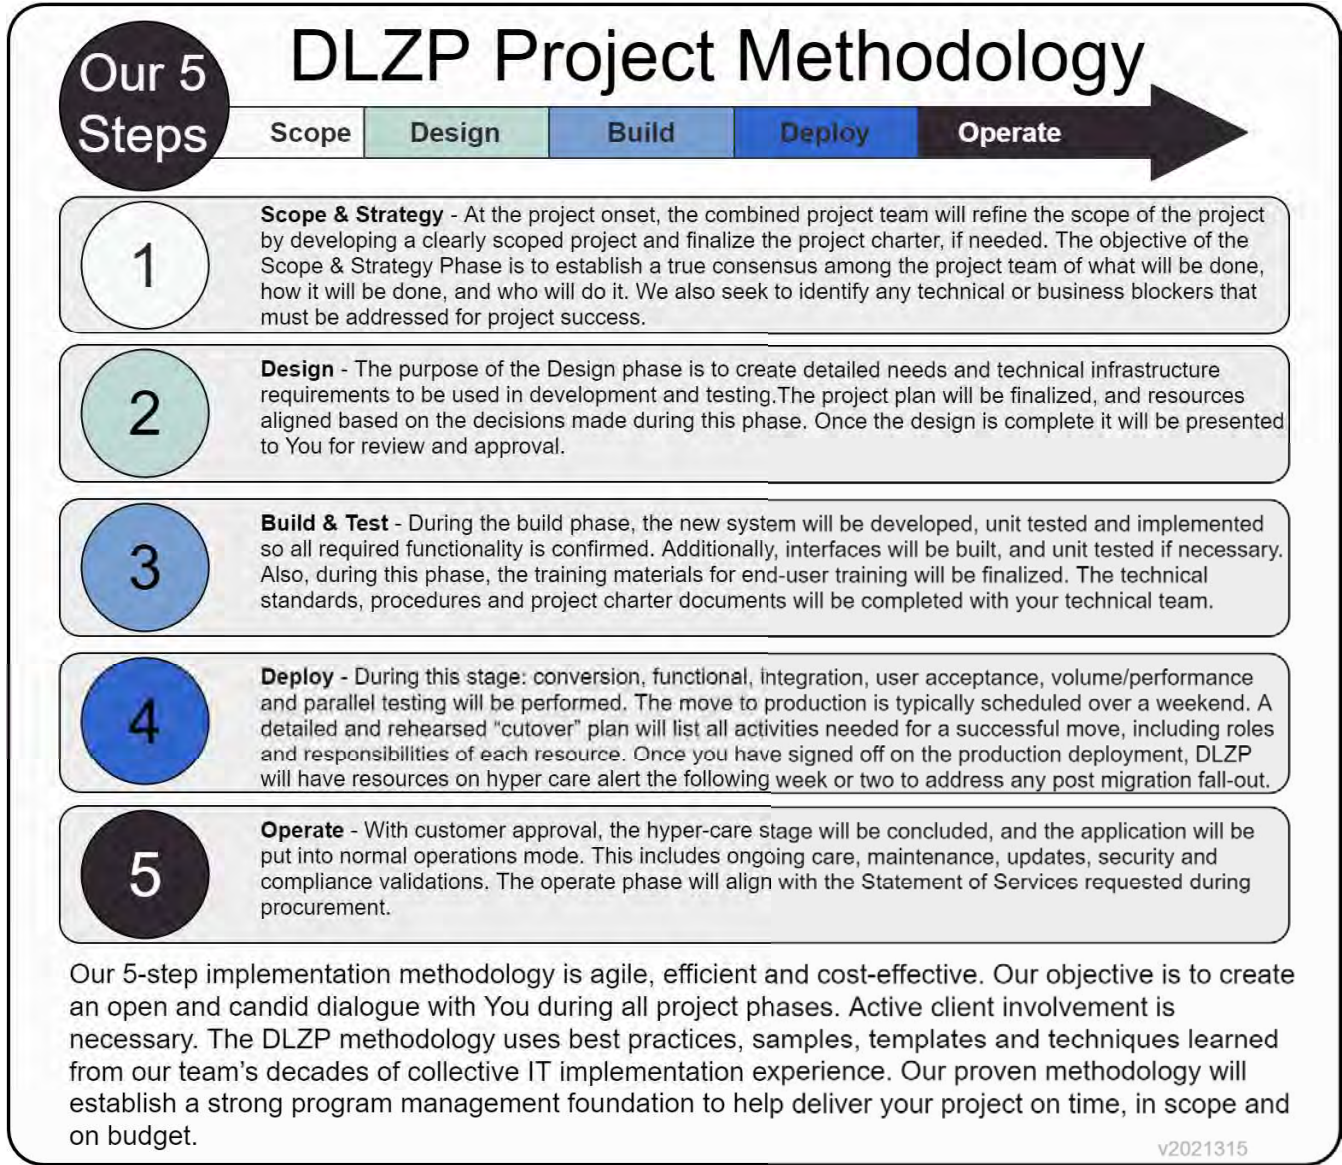 Our 5
Steps
DLZP Project Methodology
Scope
Design
Build
Deploy
Operate
1
Scope & Strategy - At the project onset, the combined project team will refine the scope of the project
by developing a clearly scoped project and finalize the project charter, if needed. The objective of the
Scope & Strategy Phase is to establish a true consensus among the project team of what will be done,
how it will be done, and who will do it. We also seek to identify any technical or business blockers that
must be addressed for project success.
2
Design - The purpose of the Design phase is to create detailed needs and technical infrastructure
requirements to be used in development and testing.The project plan will be finalized, and resources
aligned based on the decisions made during this phase. Once the design is complete it will be presented
to You for review and approval.
3
Build & Test - During the build phase, the new system will be developed, unit tested and implemented
so all required functionality is confirmed. Additionally, interfaces will be built, and unit tested if necessary.
Also, during this phase, the training materials for end-user training will be finalized. The technical
standards, procedures and project charter documents will be completed with your technical team.
4
Deploy - During this stage: conversion, functional, integration, user acceptance, volume/performance
and parallel testing will be performed. The move to production is typically scheduled over a weekend. A
detailed and rehearsed “cutover” plan will list all activities needed for a successful move, including roles
and responsibilities of each resource. Once you have signed off on the production deployment, DLZP
will have resources on hyper care alert the following week or two to address any post migration fall-out.
5
Operate - With customer approval, the hyper-care stage will be concluded, and the application will be
put into normal operations mode. This includes ongoing care, maintenance, updates, security and
compliance validations. The operate phase will align with the Statement of Services requested during
procurement.
Our 5-step implementation methodology is agile, efficient and cost-effective. Our objective is to create
an open and candid dialogue with You during all project phases. Active client involvement is
necessary. The DLZP methodology uses best practices, samples, templates and techniques learned
from our team’s decades of collective IT implementation experience. Our proven methodology will
establish a strong program management foundation to help deliver your project on time, in scope and
on budget.
v2021315